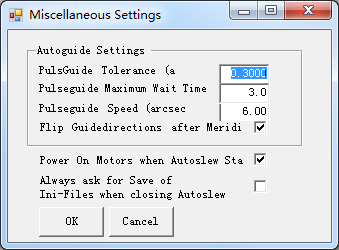 Miscellaneous Settings
Autoguide Settings
PulsGuide Tolerance (a 0.3000
Pulseguide Maximum Wait Time 3.0
Pulseguide Speed (arcsec 6.00
Flip Guidedirections after Meridi
Power On Motors when Autoslew Sta
Always ask for Save of
Ini-Files when closing Autoslew
OK Cancel